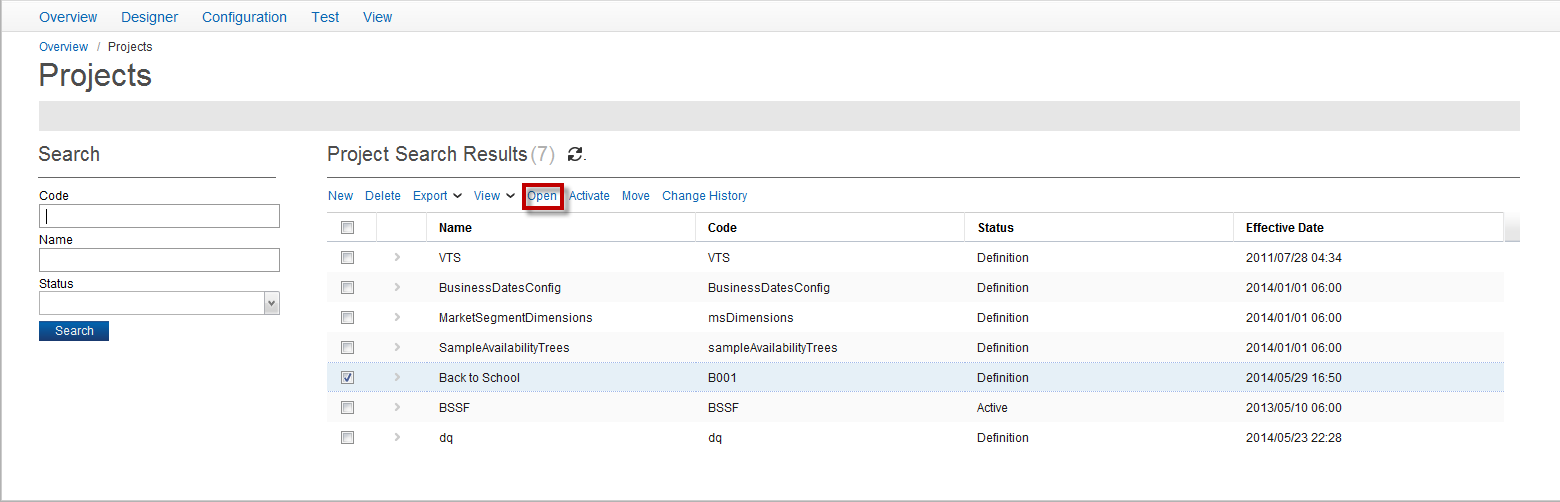 Overview Designer Configuration Test View
Overview / Projects
Projects
Search
Code
Name
Status
Search
Project Search Results (7) .
New Delete Export View Open Activate Move Change History
Name Code Status Effective Date
VTS VTS Definition 2011/07/28 04:34
BusinessDatesConfig BusinessDatesConfig Definition 2014/01/01 06:00
MarketSegmentDimensions msDimensions Definition 2014/01/01 06:00
SampleAvailabilityTrees sampleAvailabilityTrees Definition 2014/01/01 06:00
Back to School B001 Definition 2014/05/29 16:50
BSSF BSSF Active 2013/05/10 06:00
dq dq Definition 2014/05/23 22:28